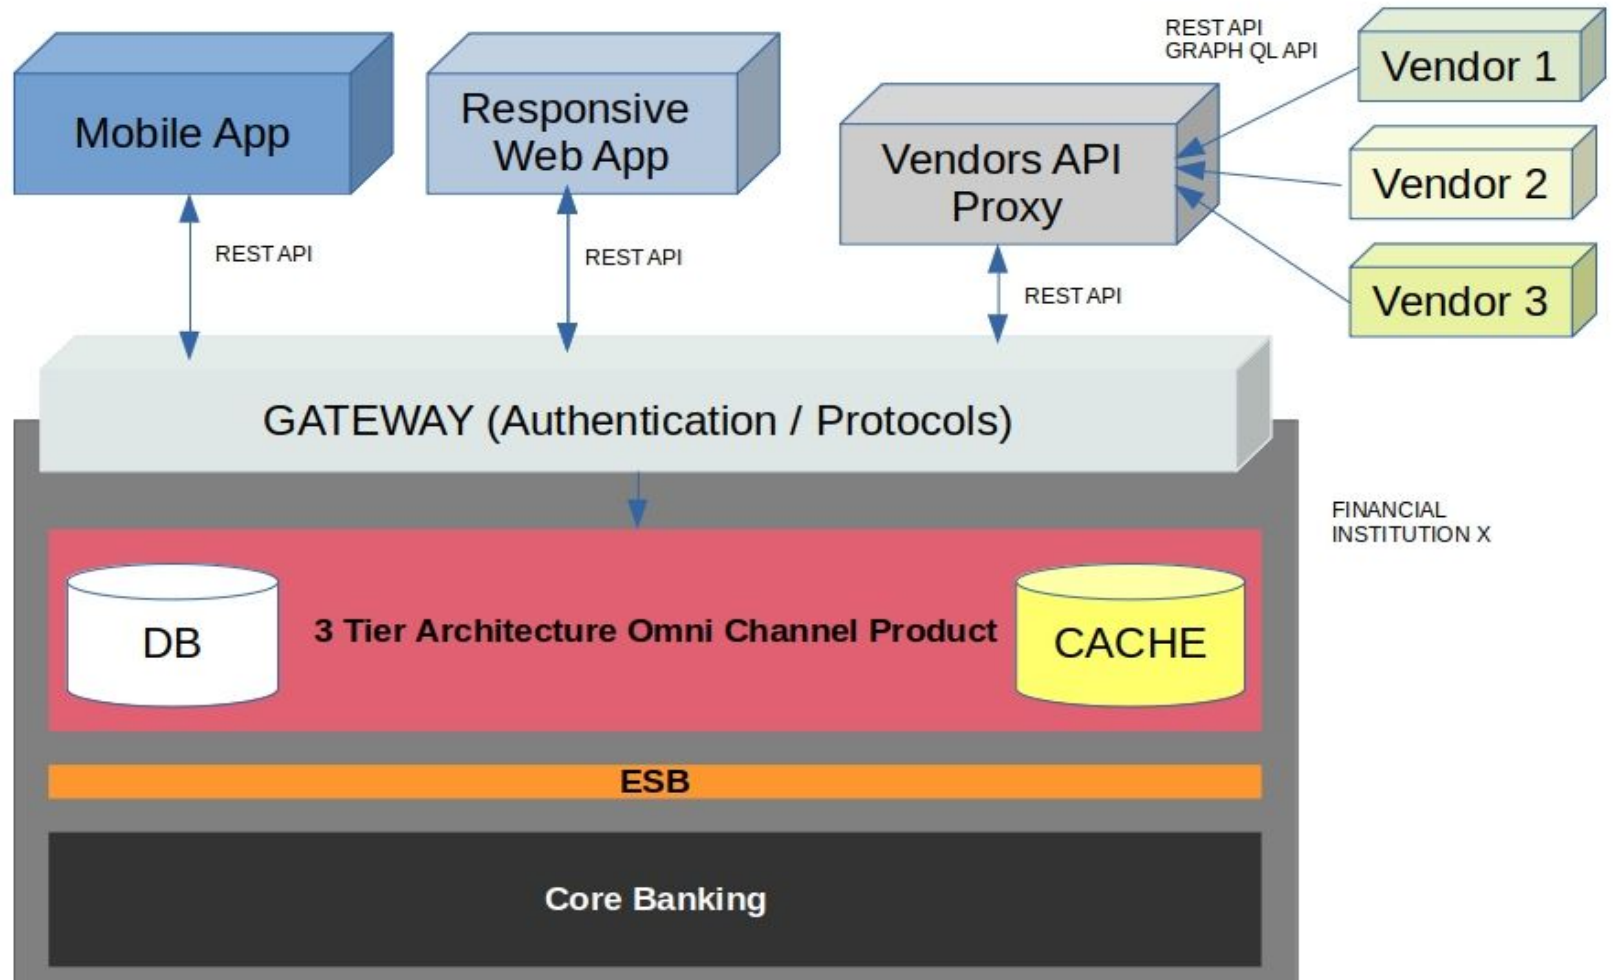 Mobile App
Responsive
Web App
Vendors API
Proxy
REST API
GRAPH QL API
Vendor 1
Vendor 2
Vendor 3
REST API
REST API
REST API
GATEWAY (Authentication / Protocols)
FINANCIAL
INSTITUTION X
DB
3 Tier Architecture Omni Channel Product
CACHE
ESB
Core Banking